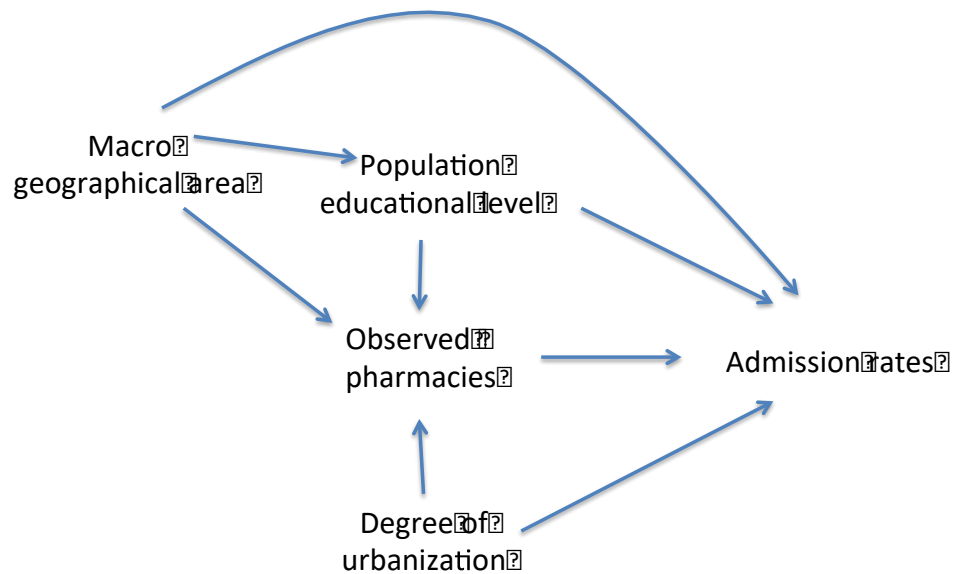 Macro
geographical area
Population
educational level
Observed
pharmacies
Admission rates
Degree of
urbanization